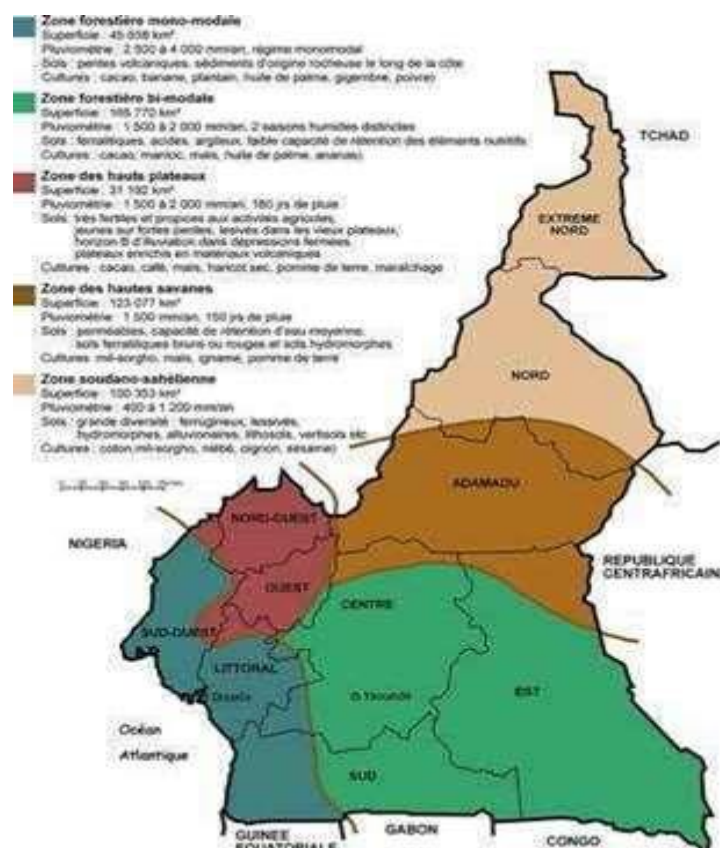 Zone forestière mono-modale
Superficie : 45 658 km²
Pluviométrie : 2 500 à 4 000 mm/an, régime monomodal
Sols : pentes volcaniques, sédiments d'origine rocheuse le long de la côte
Cultures : cacao, banane, plantain, huile de palme, gigembre, poivre)
Zone forestière bi-modale
Superficie : 165 770 km²
Pluviométrie : 1 500 à 2 000 mm/an, 2 saisons humides distinctes
Sols : ferralitiques, acides, argileux, faible capacité de rétention des éléments nutritifs
Cultures : cacao, manioc, maïs, huile de palme, ananas)
Zone des hauts plateaux
Superficie : 31 192 km²
Pluviométrie : 1 500 à 2 000 mm/an, 180 jrs de pluie
Sols : très fertiles et propices aux activités agricoles,
jeunes sur fortes pentes, lesivés dans les vieux plateaux,
horizon B d'illuviation dans dépressions fermées,
plateaux enrichis en matériaux volcaniques
Cultures : cacao, café, maïs, haricot sec, pomme de terre, maraîchage
Zone des hautes savanes
Superficie : 123 077 km²
Pluviométrie : 1 500 mm/an, 150 jrs de pluie
Sols : perméables, capacité de rétention d'eau moyenne,
sols ferralitiques bruns ou rouges et sols hydromorphes
Cultures : mil-sorgho, maïs, igname, pomme de terre
Zone soudano-sahélienne
Superficie : 100 353 km²
Pluviométrie : 400 à 1 200 mm/an
Sols : grande diversité : ferrugineux, lessivés,
hydromorphes, alluvionaires, lithosols, vertisols etc
Cultures : coton mil-sorgho, niébé, oignon, sésame)
TCHAD
EXTREME
NORD
NORD
ADAMAOU
NORD-OUEST
NIGERIA
REPUBLIQUE
CENTRAFRICAIN
OUEST
CENTRE
SUD-OUEST
LITTORAL
Douala
Yaoundé
EST
Océan
Atlantique
SUD
GUINEE
EQUATORIALE
GABON
CONGO